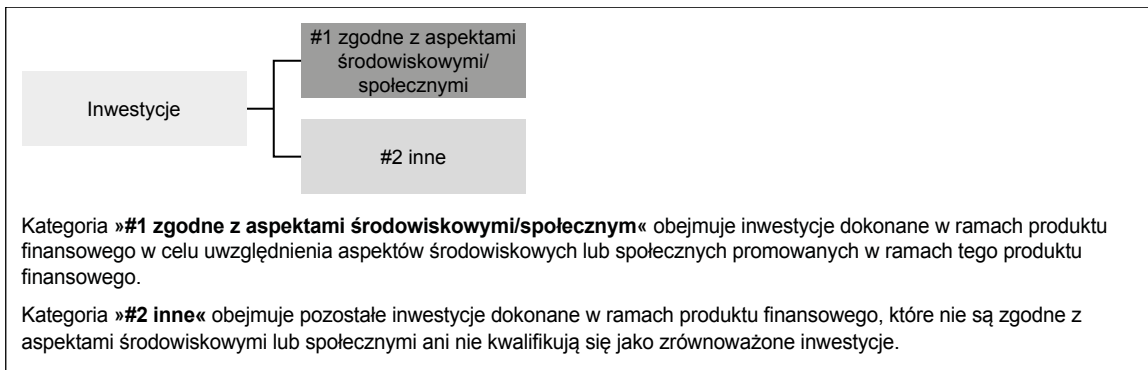 #1 zgodne z aspektami
środowiskowymi/
społecznymi
Inwestycje
#2 inne
Kategoria »#1 zgodne z aspektami środowiskowymi/społecznym« obejmuje inwestycje dokonane w ramach produktu
finansowego w celu uwzględnienia aspektów środowiskowych lub społecznych promowanych w ramach tego produktu
finansowego.
Kategoria »#2 inne« obejmuje pozostałe inwestycje dokonane w ramach produktu finansowego, które nie są zgodne z
aspektami środowiskowymi lub społecznymi ani nie kwalifikują się jako zrównoważone inwestycje.